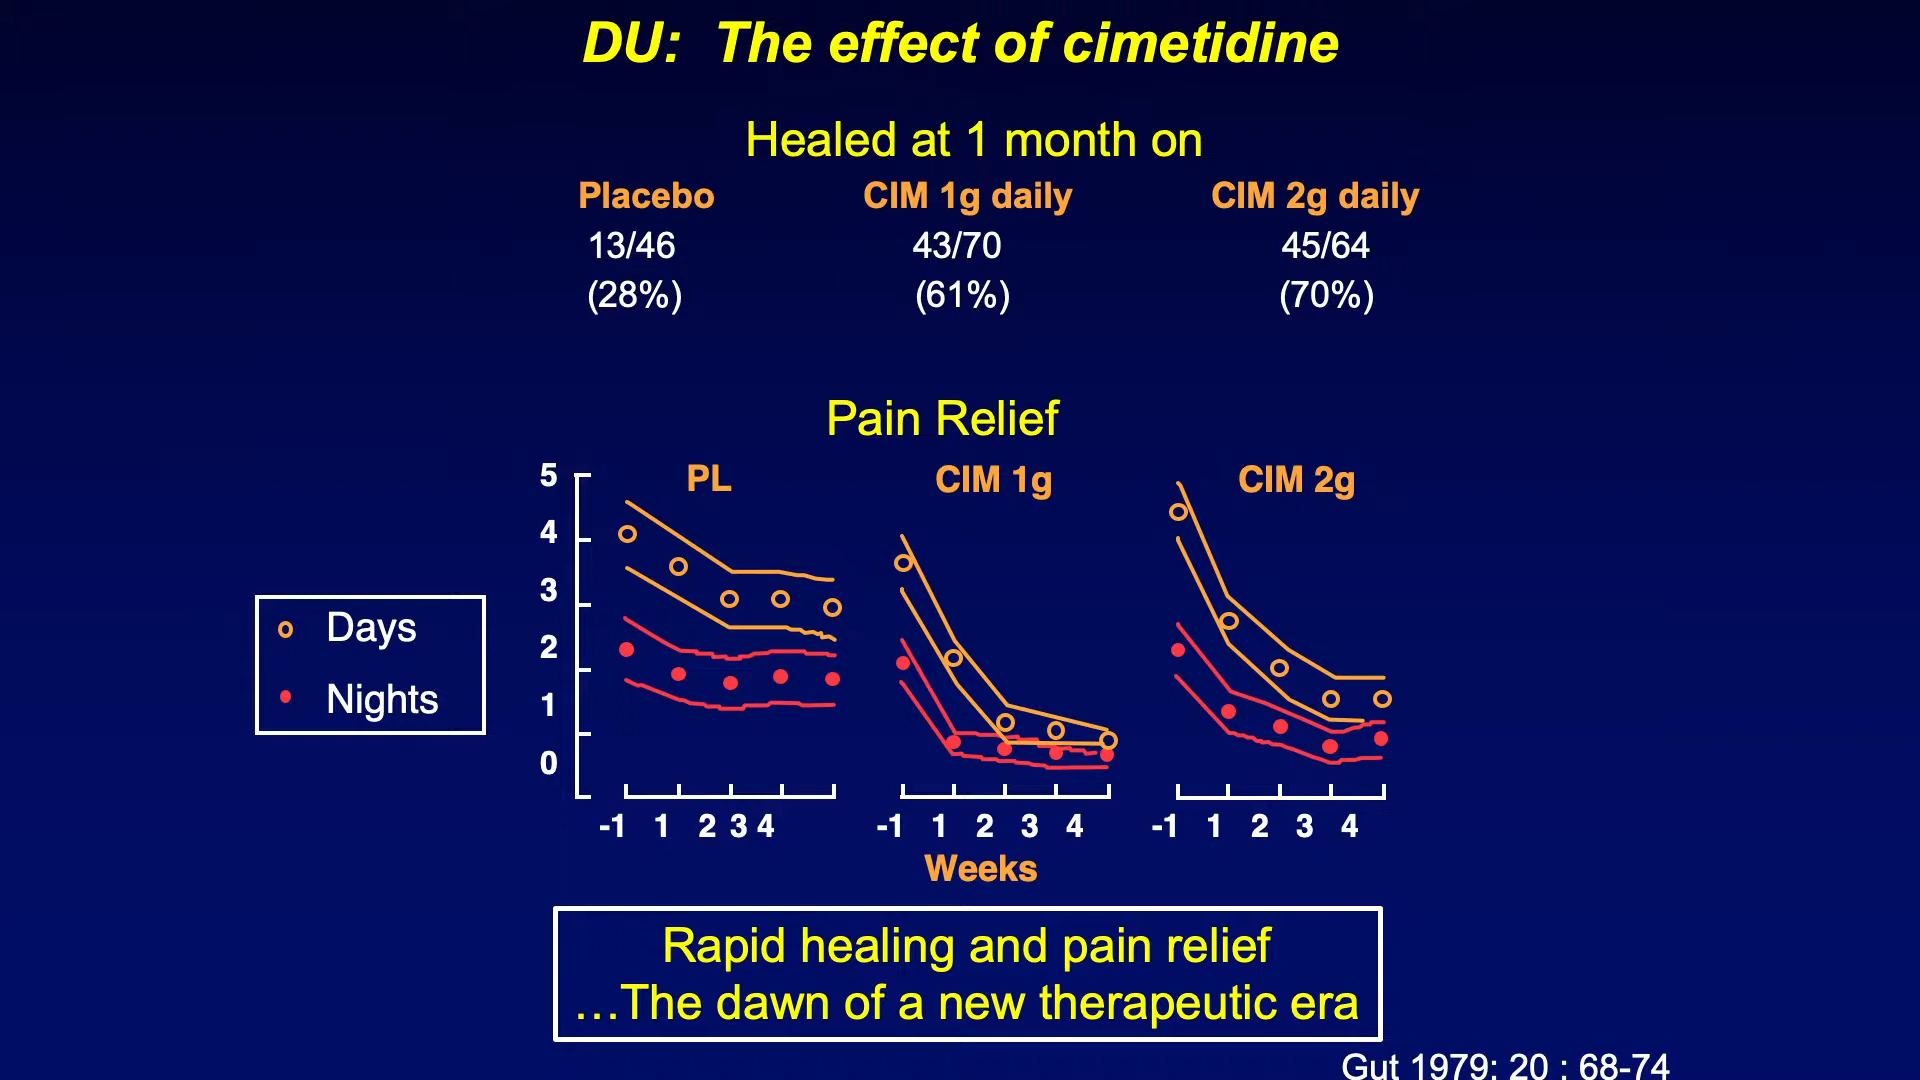 DU: The effect of cimetidine
Healed at 1 month on
Placebo CIM 1g daily CIM 2g daily
13/46 43/70 45/64
(28%) (61%) (70%)
Pain Relief
PL CIM 1g CIM 2g
5
4
3
2
1
0
Days
Nights
-1 1 2 3 4 -1 1 2 3 4 -1 1 2 3 4
Weeks
Rapid healing and pain relief
…The dawn of a new therapeutic era
Gut 1979: 20 : 68-74